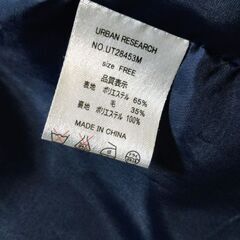 URBAN RESEARCH
NO.UT28453M
size FREE
品質表示
表地 ポリエステル 65%
毛 35%
裏地 ポリエステル 100%
MADE IN CHINA